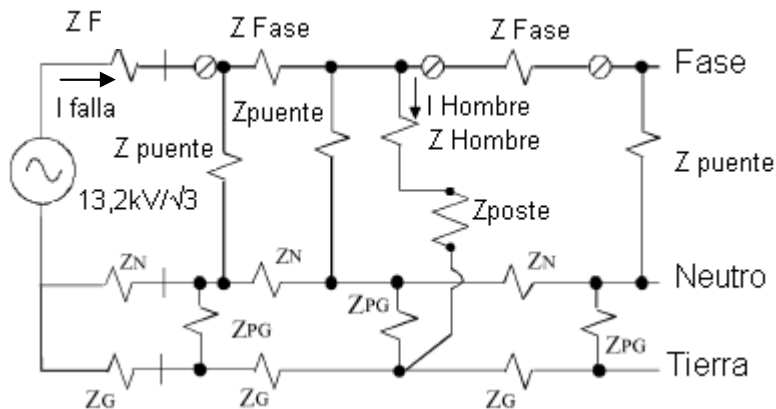 Z F
Z Fase
Z Fase
Fase
I falla
Zpuente
I Hombre
Z Hombre
Z puente
Z puente
13,2kV/√3
Zposte
ZN
ZN
ZN
Neutro
ZPG
ZPG
ZPG
Tierra
ZG
ZG
ZG